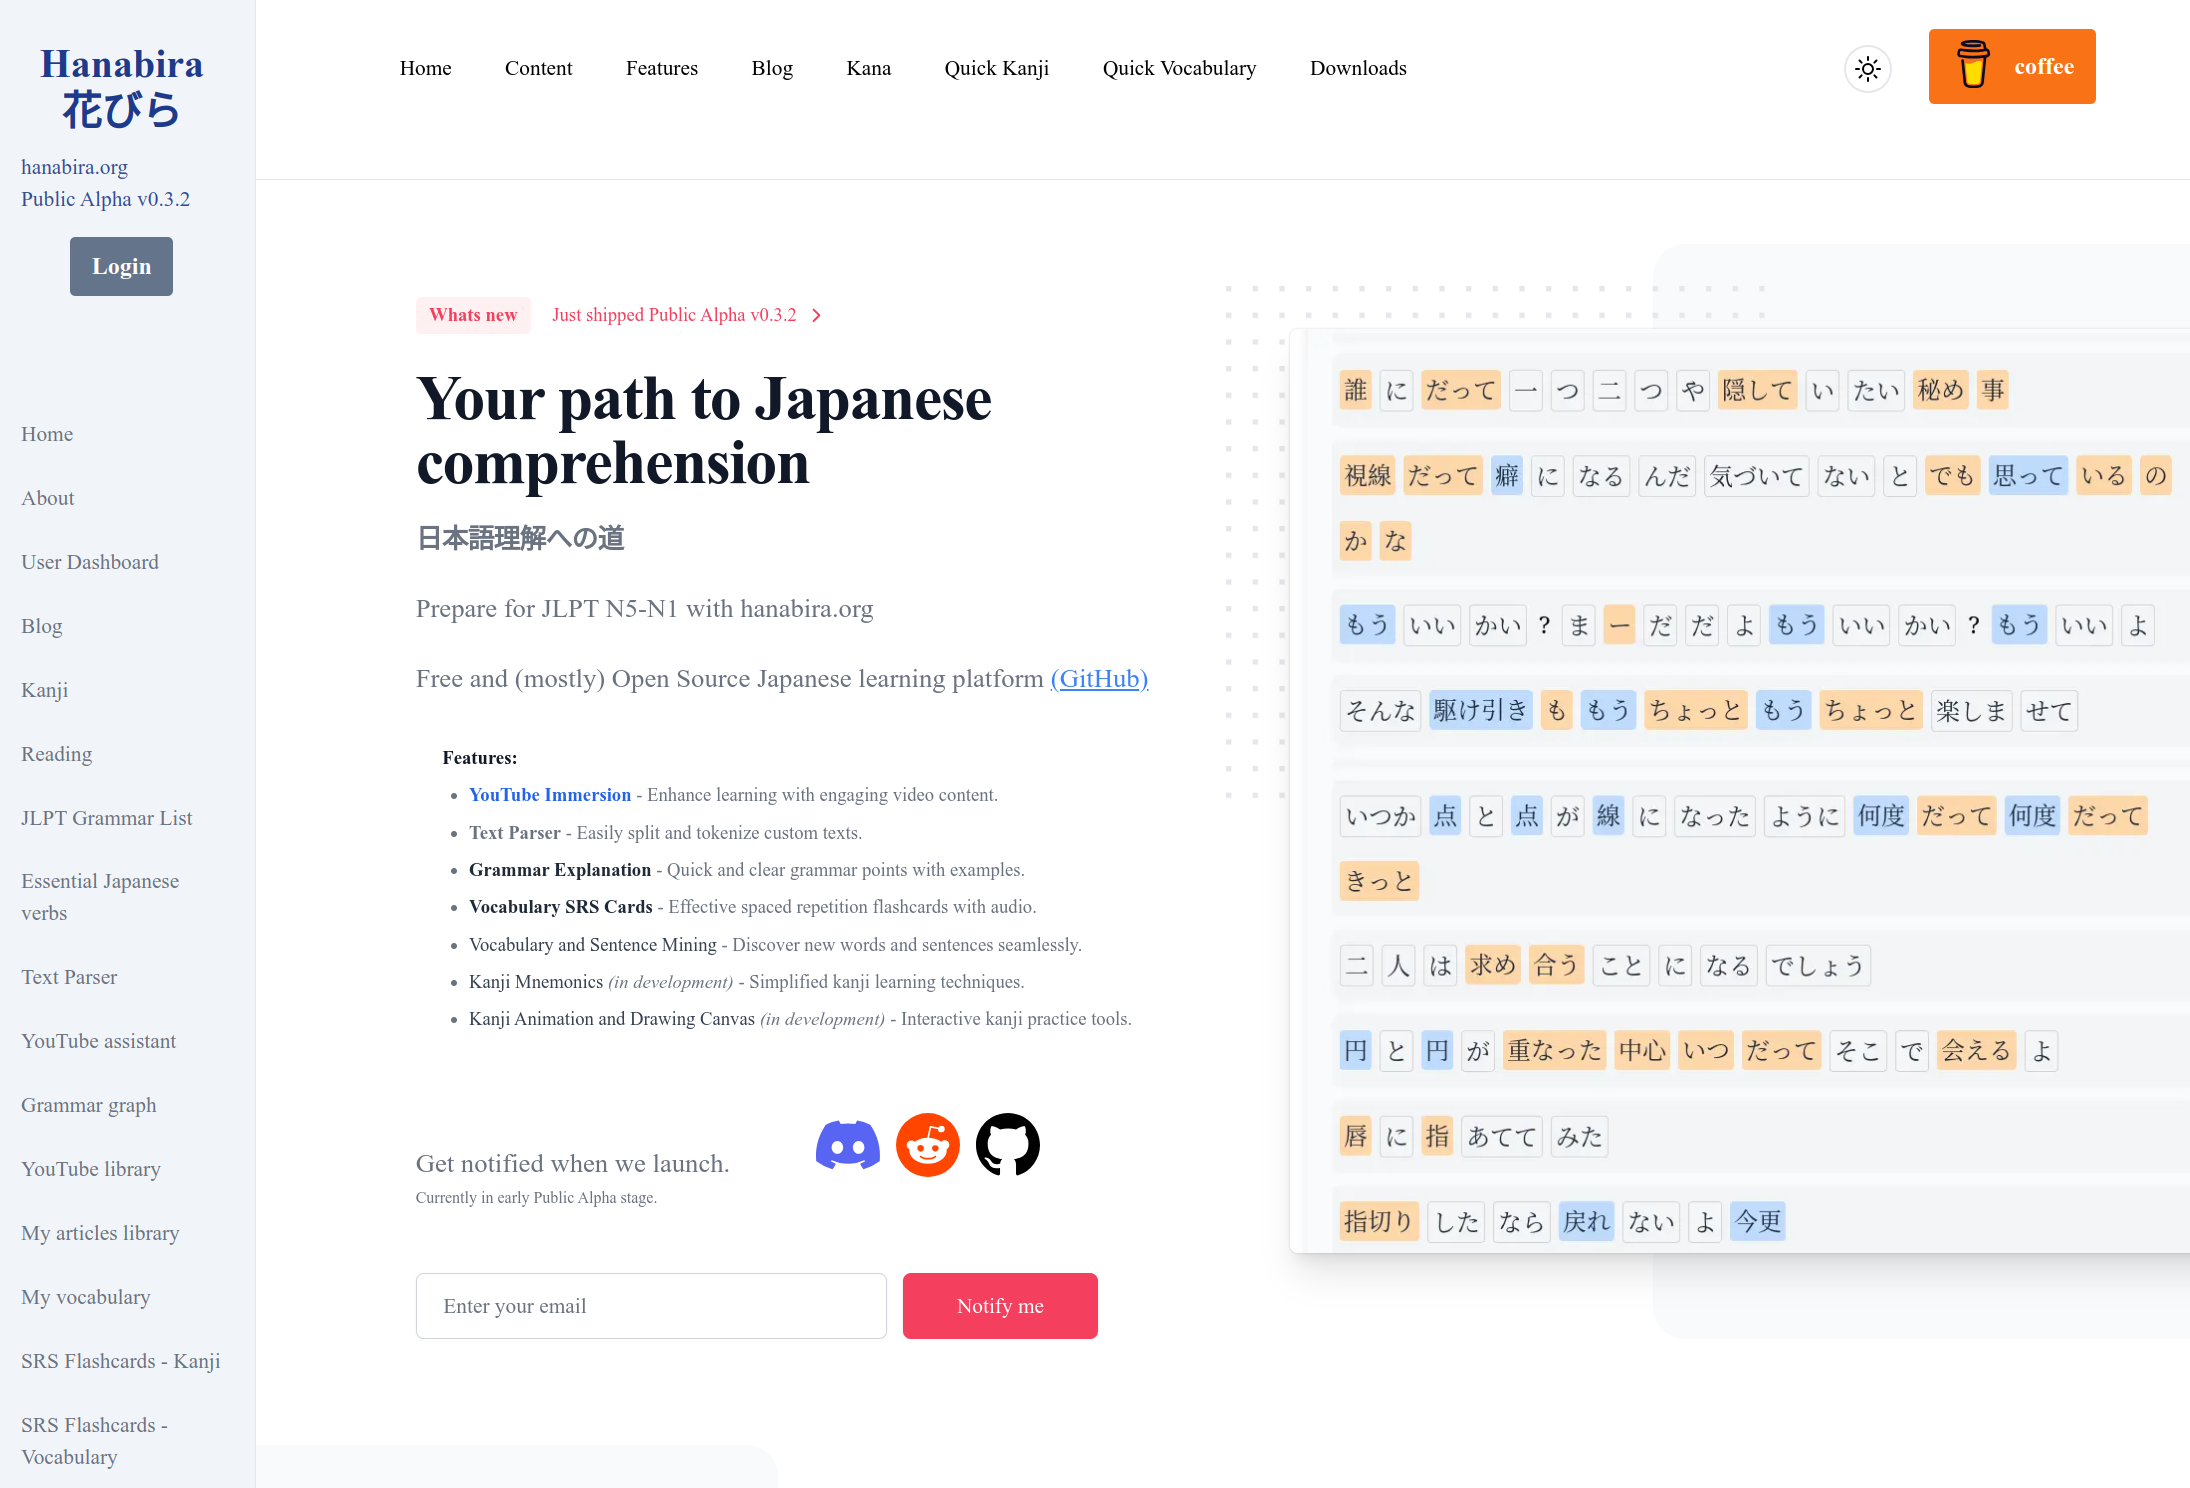 Hanabira
花びら
hanabira.org
Public Alpha v0.3.2
Login
Home
About
User Dashboard
Blog
Kanji
Reading
JLPT Grammar List
Essential Japanese
verbs
Text Parser
YouTube assistant
Grammar graph
YouTube library
My articles library
My vocabulary
SRS Flashcards - Kanji
SRS Flashcards -
Vocabulary
Home Content Features Blog Kana Quick Kanji Quick Vocabulary Downloads
coffee
Whats new Just shipped Public Alpha v0.3.2
Your path to Japanese
comprehension
日本語理解への道
Prepare for JLPT N5-N1 with hanabira.org
Free and (mostly) Open Source Japanese learning platform (GitHub)
Features:
YouTube Immersion - Enhance learning with engaging video content.
Text Parser - Easily split and tokenize custom texts.
Grammar Explanation - Quick and clear grammar points with examples.
Vocabulary SRS Cards - Effective spaced repetition flashcards with audio.
Vocabulary and Sentence Mining - Discover new words and sentences seamlessly.
Kanji Mnemonics (in development) - Simplified kanji learning techniques.
Kanji Animation and Drawing Canvas (in development) - Interactive kanji practice tools.
Get notified when we launch.
Currently in early Public Alpha stage.
Enter your email
Notify me
誰 に だって 一 つ 二 つ や 隠して い たい 秘め 事
視線 だって 癖 に なる んだ 気づいて ない と でも 思って いる の
か な
もう いい かい ? ま ー だ だ よ もう いい かい ? もう いい よ
そんな 駆け引き も もう ちょっと もう ちょっと 楽しま せて
いつか 点 と 点 が 線 に なった ように 何度 だって 何度 だって
きっと
二 人 は 求め 合う こと に なる でしょう
円 と 円 が 重なった 中心 いつ だって そこ で 会える よ
唇 に 指 あてて みた
指切り した なら 戻れ ない よ 今更